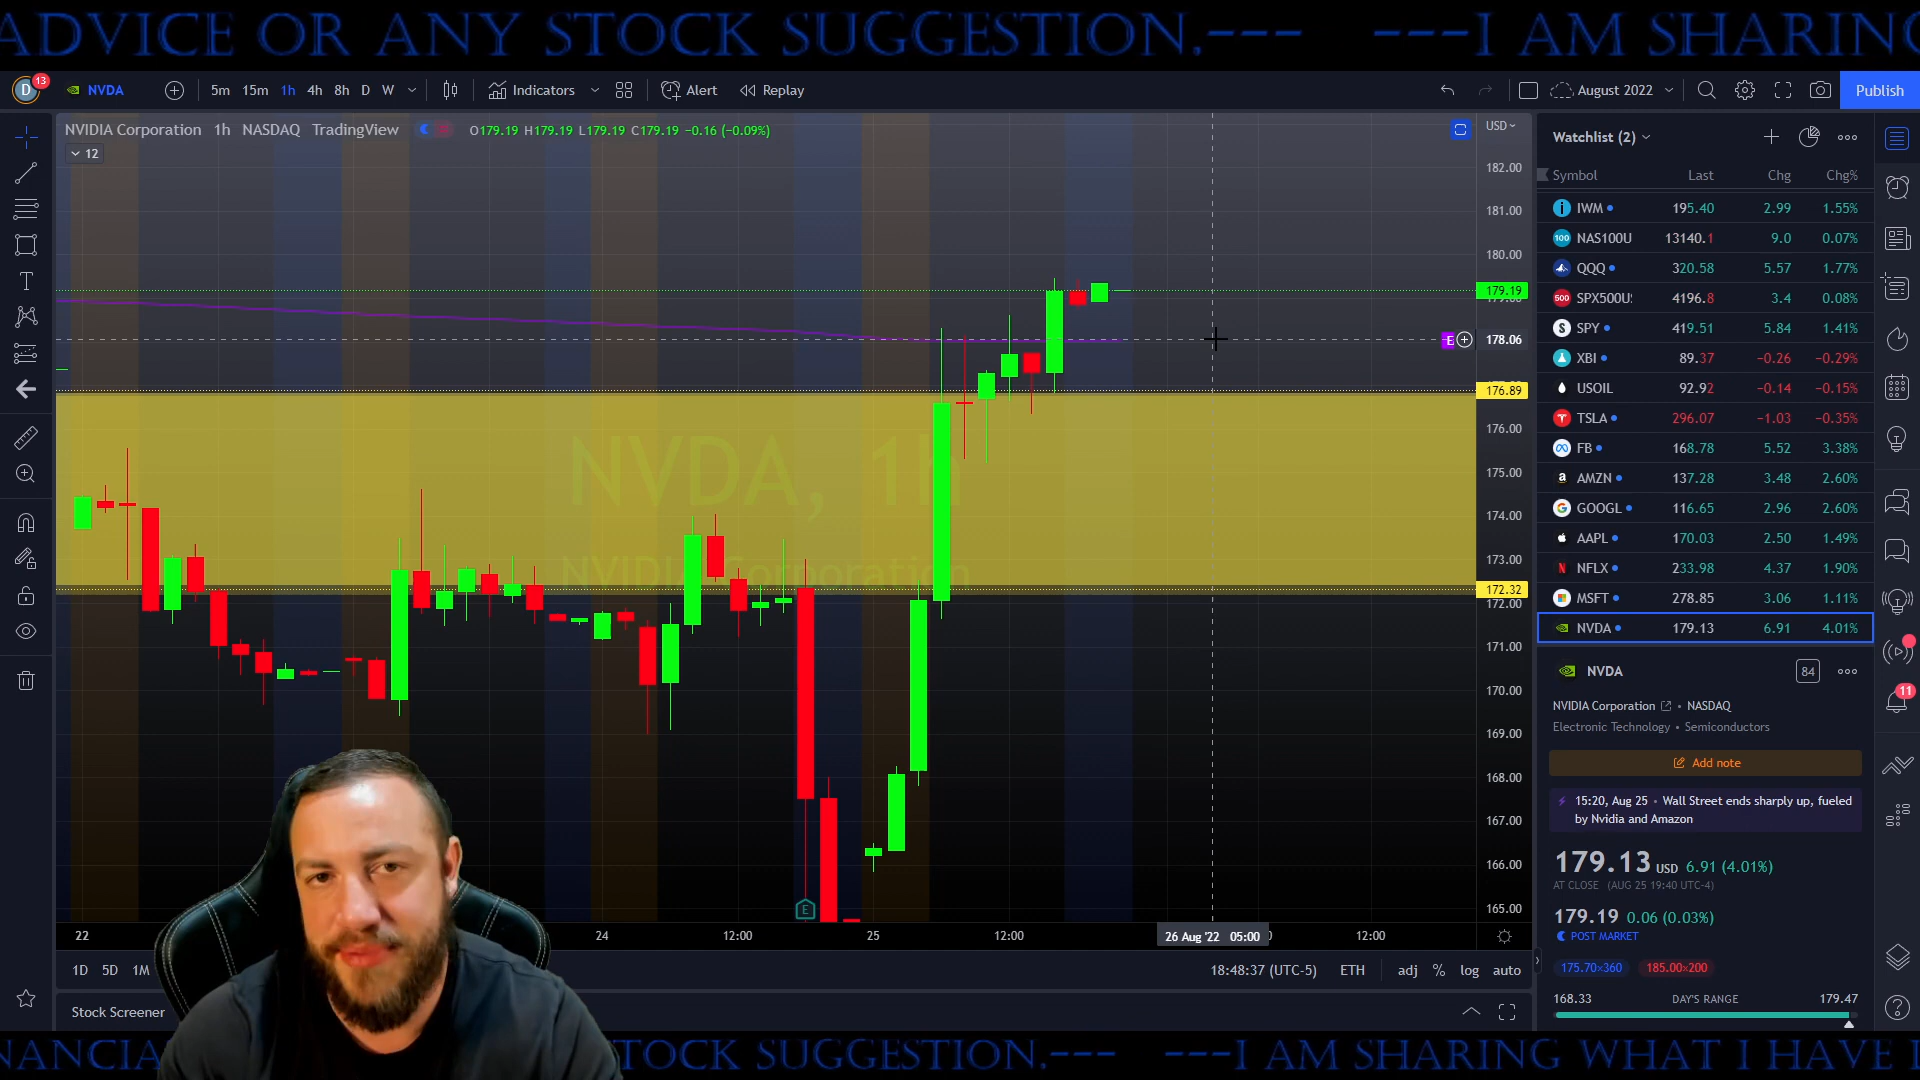 ADVICE OR ANY STOCK SUGGESTION.--- ---I AM SHARING
D 13 NVDA 5m 15m 1h 4h 8h D W Indicators Alert Replay August 2022 Publish
NVIDIA Corporation 1h NASDAQ TradingView O179.19 H179.19 L179.19 C179.19 −0.16 (−0.09%) USD
12
182.00
181.00
180.00
179.19
179.00
E 178.06
176.89
176.00
175.00
174.00
173.00
172.32
172.00
171.00
170.00
169.00
168.00
167.00
166.00
165.00
NVDA, 1h
NVIDIA Corporation
E
22 24 12:00 25 12:00 26 Aug '22 05:00 12:00
1D 5D 1M 18:48:37 (UTC-5) ETH adj % log auto
Stock Screener
Watchlist (2)
Symbol Last Chg Chg%
IWM 195.40 2.99 1.55%
100 NAS100U 13140.1 9.0 0.07%
QQQ 320.58 5.57 1.77%
500 SPX500U 4196.8 3.4 0.08%
S SPY 419.51 5.84 1.41%
XBI 89.37 −0.26 −0.29%
USOIL 92.92 −0.14 −0.15%
TSLA 296.07 −1.03 −0.35%
FB 168.78 5.52 3.38%
a AMZN 137.28 3.48 2.60%
G GOOGL 116.65 2.96 2.60%
AAPL 170.03 2.50 1.49%
N NFLX 233.98 4.37 1.90%
MSFT 278.85 3.06 1.11%
NVDA 179.13 6.91 4.01%
NVDA 84
NVIDIA Corporation • NASDAQ
Electronic Technology • Semiconductors
Add note
15:20, Aug 25 • Wall Street ends sharply up, fueled
by Nvidia and Amazon
179.13 USD 6.91 (4.01%)
AT CLOSE (AUG 25 19:40 UTC-4)
179.19 0.06 (0.03%)
POST MARKET
175.70×360 185.00×200
168.33 DAY'S RANGE 179.47
11
NANCIA TOCK SUGGESTION.--- ---I AM SHARING WHAT I HAVE